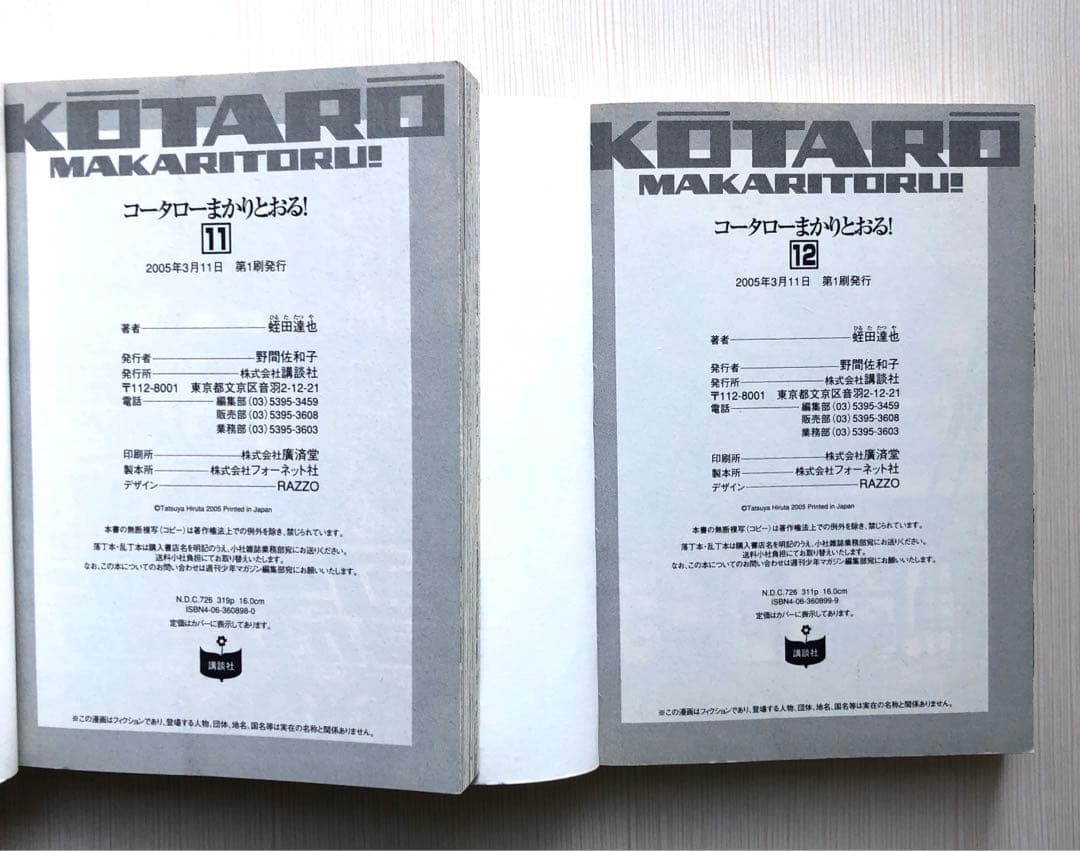 KŌTARŌ
MAKARITORU!
コータローまかりとおる!
11
2005年3月11日 第1刷発行
ひる た たつ や
著者 蛭田達也
発行者 野間佐和子
発行所 株式会社講談社
〒112-8001 東京都文京区音羽2-12-21
電話 編集部(03)5395-3459
販売部(03)5395-3608
業務部(03)5395-3603
印刷所 株式会社廣済堂
製本所 株式会社フォーネット社
デザイン RAZZO
©Tatsuya Hiruta 2005 Printed in Japan
本書の無断複写(コピー)は著作権法上での例外を除き、禁じられています。
落丁本・乱丁本は購入書店名を明記のうえ、小社雑誌業務部宛にお送りください。
送料小社負担にてお取り替えいたします。
なお、この本についてのお問い合わせは週刊少年マガジン編集部宛にお願いいたします。
N.D.C.726 319p 16.0cm
ISBN4-06-360898-0
定価はカバーに表示してあります。
講談社
※この漫画はフィクションであり、登場する人物、団体、地名、国名等は実在の名称と関係ありません。
KŌTARŌ
MAKARITORU!
コータローまかりとおる!
12
2005年3月11日 第1刷発行
ひる た たつ や
著者 蛭田達也
発行者 野間佐和子
発行所 株式会社講談社
〒112-8001 東京都文京区音羽2-12-21
電話 編集部(03)5395-3459
販売部(03)5395-3608
業務部(03)5395-3603
印刷所 株式会社廣済堂
製本所 株式会社フォーネット社
デザイン RAZZO
©Tatsuya Hiruta 2005 Printed in Japan
本書の無断複写(コピー)は著作権法上での例外を除き、禁じられています。
落丁本・乱丁本は購入書店名を明記のうえ、小社雑誌業務部宛にお送りください。
送料小社負担にてお取り替えいたします。
なお、この本についてのお問い合わせは週刊少年マガジン編集部宛にお願いいたします。
N.D.C.726 311p 16.0cm
ISBN4-06-360899-9
定価はカバーに表示してあります。
講談社
※この漫画はフィクションであり、登場する人物、団体、地名、国名等は実在の名称と関係ありません。